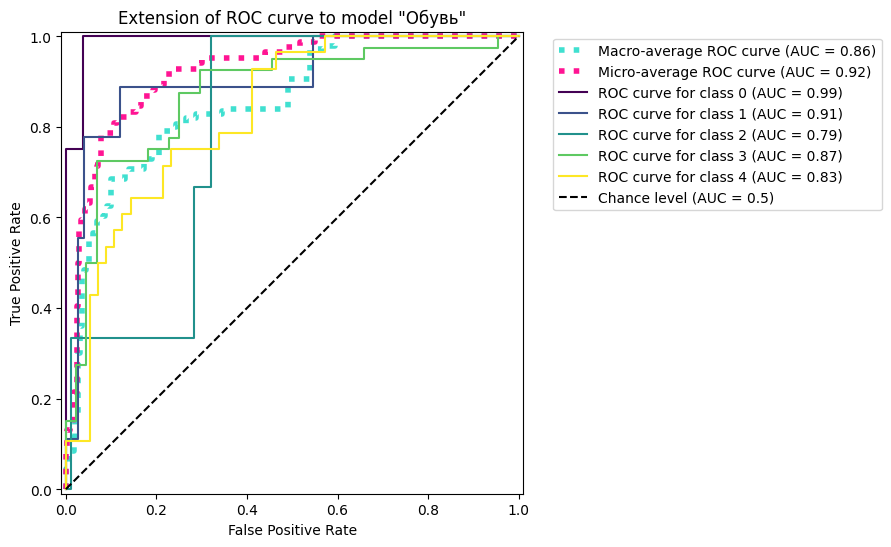 Extension of ROC curve to model "Обувь"
1.0
0.8
0.6
0.4
0.2
0.0
True Positive Rate
0.0 0.2 0.4 0.6 0.8 1.0
False Positive Rate
Macro-average ROC curve (AUC = 0.86)
Micro-average ROC curve (AUC = 0.92)
ROC curve for class 0 (AUC = 0.99)
ROC curve for class 1 (AUC = 0.91)
ROC curve for class 2 (AUC = 0.79)
ROC curve for class 3 (AUC = 0.87)
ROC curve for class 4 (AUC = 0.83)
Chance level (AUC = 0.5)